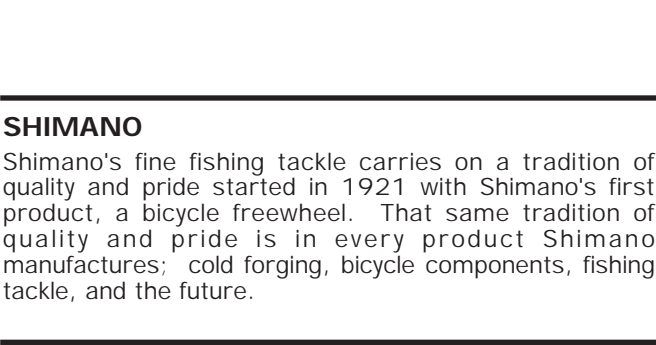 SHIMANO
Shimano's fine fishing tackle carries on a tradition of
quality and pride started in 1921 with Shimano's first
product, a bicycle freewheel.  That same tradition of
quality and pride is in every product Shimano
manufactures;  cold forging, bicycle components, fishing
tackle, and the future.